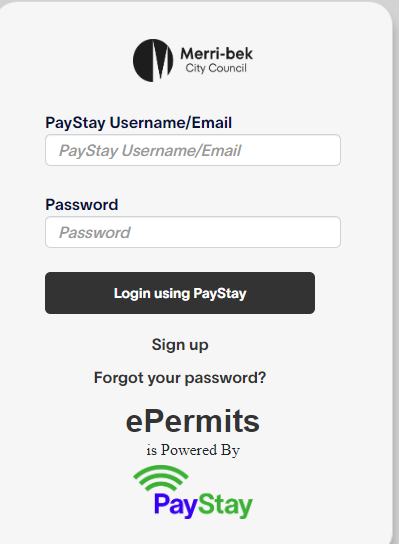 Merri-bek
City Council
PayStay Username/Email
PayStay Username/Email
Password
Password
Login using PayStay
Sign up
Forgot your password?
ePermits
is Powered By
PayStay